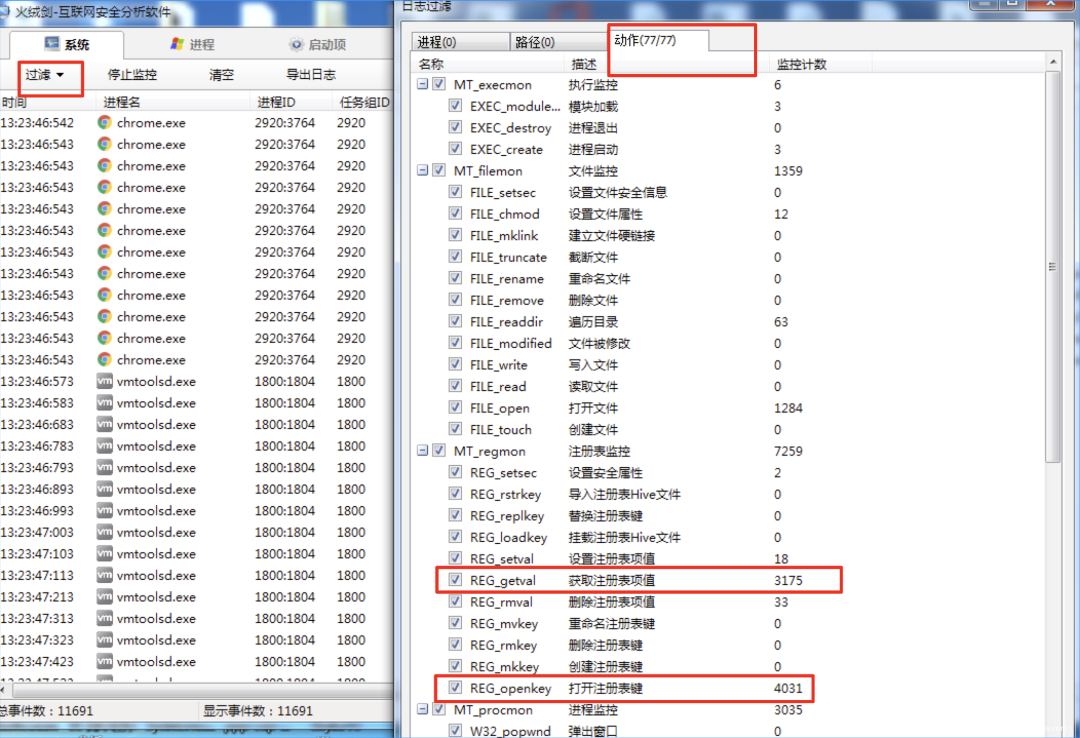 火绒剑-互联网安全分析软件
系统 进程 启动项
过滤 停止监控 清空 导出日志
时间 进程名 进程ID 任务组ID
13:23:46:542 chrome.exe 2920:3764 2920
13:23:46:543 chrome.exe 2920:3764 2920
13:23:46:543 chrome.exe 2920:3764 2920
13:23:46:543 chrome.exe 2920:3764 2920
13:23:46:543 chrome.exe 2920:3764 2920
13:23:46:543 chrome.exe 2920:3764 2920
13:23:46:543 chrome.exe 2920:3764 2920
13:23:46:543 chrome.exe 2920:3764 2920
13:23:46:543 chrome.exe 2920:3764 2920
13:23:46:543 chrome.exe 2920:3764 2920
13:23:46:543 chrome.exe 2920:3764 2920
13:23:46:543 chrome.exe 2920:3764 2920
13:23:46:573 vmtoolsd.exe 1800:1804 1800
13:23:46:583 vmtoolsd.exe 1800:1804 1800
13:23:46:683 vmtoolsd.exe 1800:1804 1800
13:23:46:783 vmtoolsd.exe 1800:1804 1800
13:23:46:793 vmtoolsd.exe 1800:1804 1800
13:23:46:893 vmtoolsd.exe 1800:1804 1800
13:23:46:993 vmtoolsd.exe 1800:1804 1800
13:23:47:003 vmtoolsd.exe 1800:1804 1800
13:23:47:103 vmtoolsd.exe 1800:1804 1800
13:23:47:113 vmtoolsd.exe 1800:1804 1800
13:23:47:213 vmtoolsd.exe 1800:1804 1800
13:23:47:313 vmtoolsd.exe 1800:1804 1800
13:23:47:323 vmtoolsd.exe 1800:1804 1800
13:23:47:423 vmtoolsd.exe 1800:1804 1800
总事件数：11691 显示事件数：11691
日志过滤
进程(0) 路径(0) 动作(77/77)
名称 描述 监控计数
MT_execmon 执行监控 6
EXEC_module... 模块加载 3
EXEC_destroy 进程退出 0
EXEC_create 进程启动 3
MT_filemon 文件监控 1359
FILE_setsec 设置文件安全信息 0
FILE_chmod 设置文件属性 12
FILE_mklink 建立文件硬链接 0
FILE_truncate 截断文件 0
FILE_rename 重命名文件 0
FILE_remove 删除文件 0
FILE_readdir 遍历目录 63
FILE_modified 文件被修改 0
FILE_write 写入文件 0
FILE_read 读取文件 0
FILE_open 打开文件 1284
FILE_touch 创建文件 0
MT_regmon 注册表监控 7259
REG_setsec 设置安全属性 2
REG_rstrkey 导入注册表Hive文件 0
REG_replkey 替换注册表键 0
REG_loadkey 挂载注册表Hive文件 0
REG_setval 设置注册表项值 18
REG_getval 获取注册表项值 3175
REG_rmval 删除注册表项值 33
REG_mvkey 重命名注册表键 0
REG_rmkey 删除注册表键 0
REG_mkkey 创建注册表键 0
REG_openkey 打开注册表键 4031
MT_procmon 进程监控 3035
W32_popwnd 弹出窗口 0